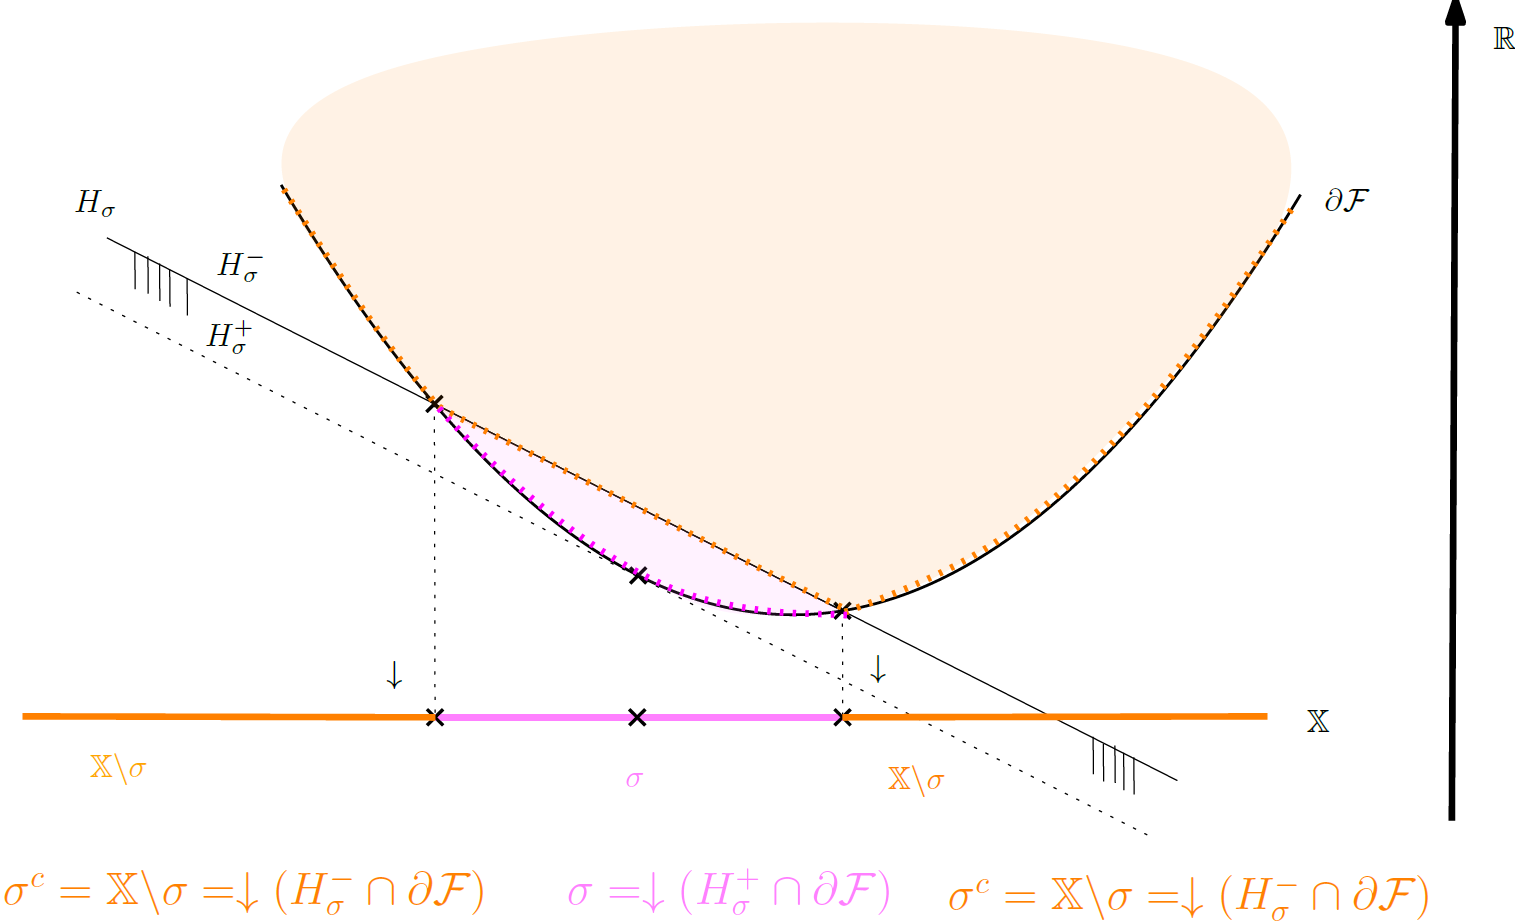 ℝ
∂ℱ
H_σ
H_σ^−
H_σ^+
↓
↓
𝕏
𝕏\σ
σ
𝕏\σ
σ^c = 𝕏\σ =↓ (H_σ^− ∩ ∂ℱ)
σ =↓ (H_σ^+ ∩ ∂ℱ)
σ^c = 𝕏\σ =↓ (H_σ^− ∩ ∂ℱ)